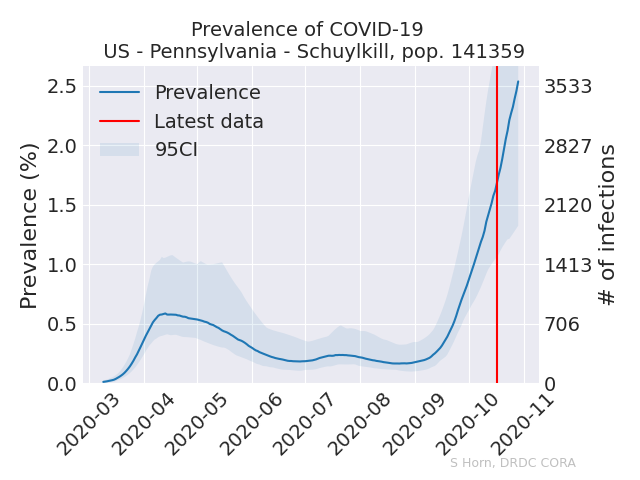 Prevalence of COVID-19
US - Pennsylvania - Schuylkill, pop. 141359
Prevalence
Latest data
95CI
Prevalence (%)
2.5
2.0
1.5
1.0
0.5
0.0
3533
2827
2120
1413
706
0
# of infections
2020-03
2020-04
2020-05
2020-06
2020-07
2020-08
2020-09
2020-10
2020-11
S Horn, DRDC CORA